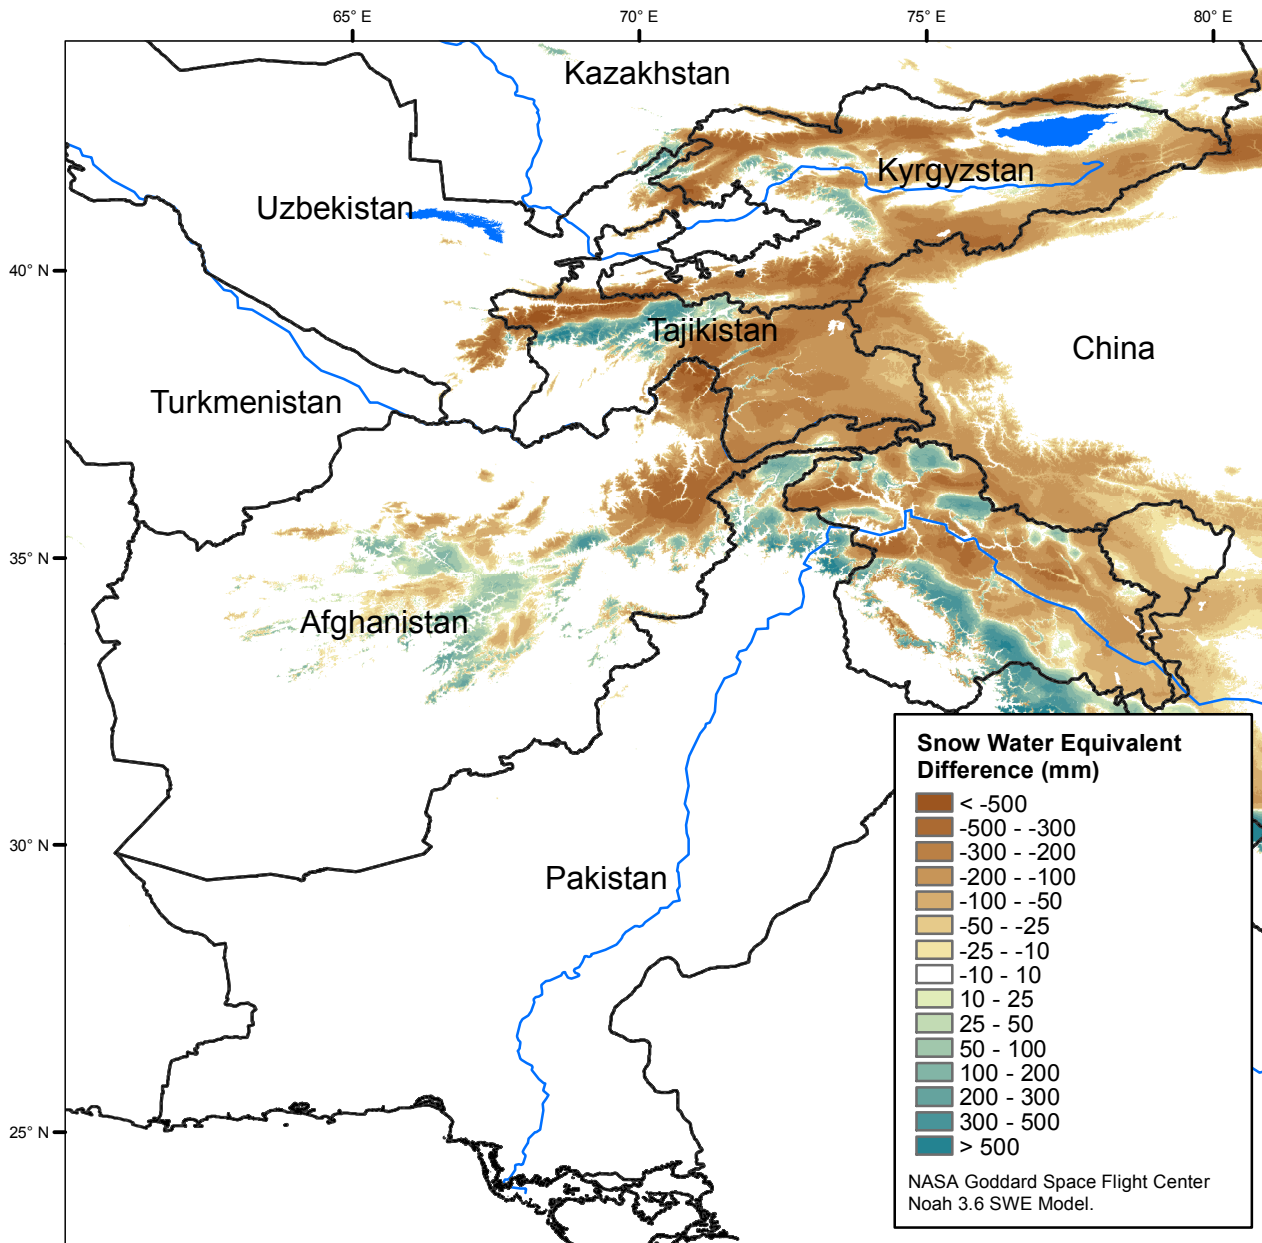 65° E
70° E
75° E
80° E
Kazakhstan
Kyrgyzstan
Uzbekistan
40° N
Tajikistan
China
Turkmenistan
35° N
Afghanistan
Snow Water Equivalent
Difference (mm)
< -500
-500 - -300
-300 - -200
-200 - -100
-100 - -50
-50 - -25
-25 - -10
-10 - 10
10 - 25
25 - 50
50 - 100
100 - 200
200 - 300
300 - 500
> 500
NASA Goddard Space Flight Center
Noah 3.6 SWE Model.
30° N
Pakistan
25° N